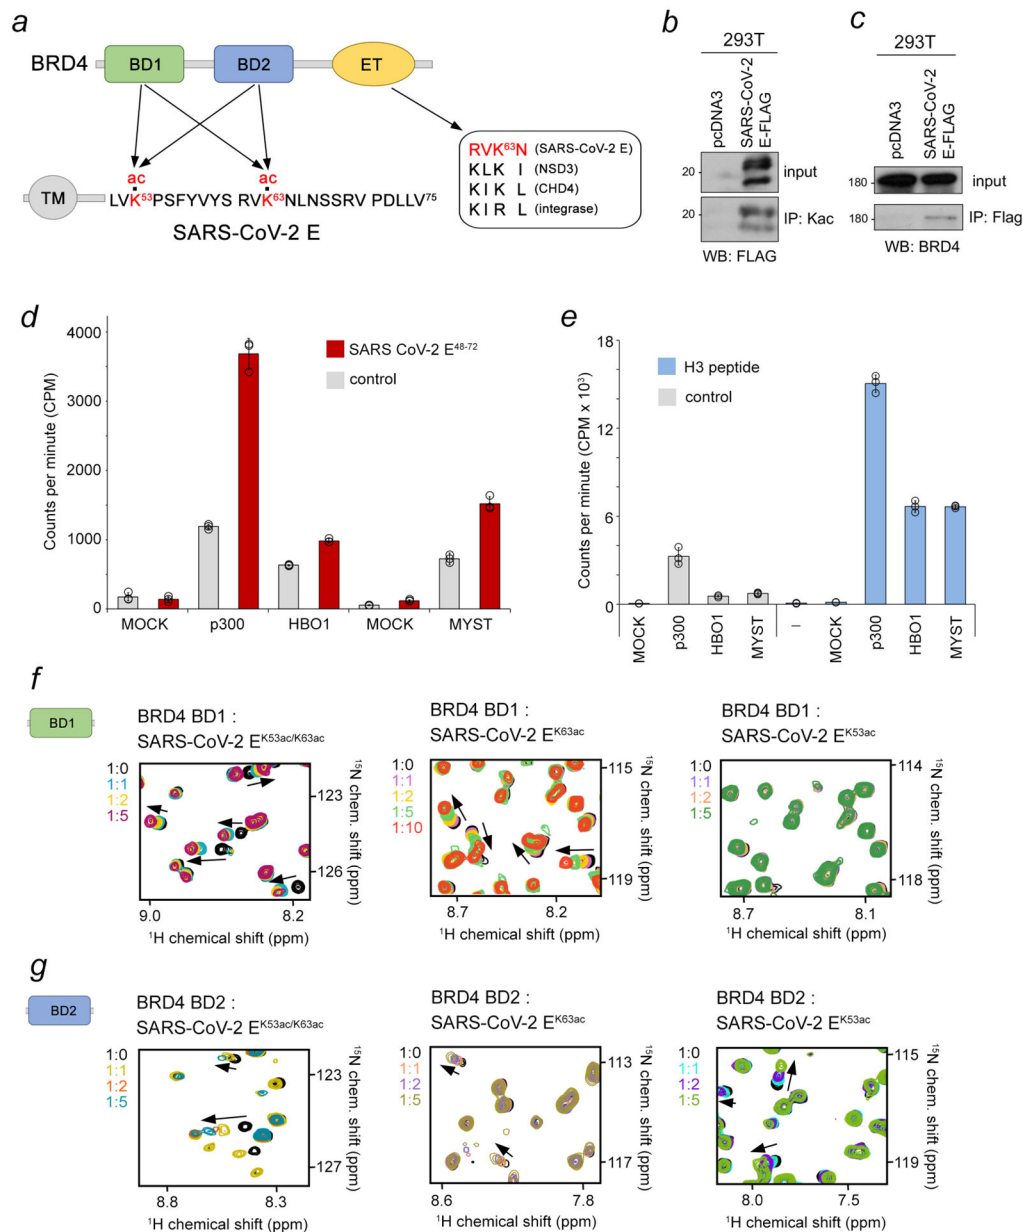 a
BRD4
BD1
BD2
ET
ac
ac
TM
LVK⁵³PSFYVYS RVK⁶³NLNSSRV PDLLV⁷⁵
SARS-CoV-2 E
RVK⁶³N (SARS-CoV-2 E)
KLK I (NSD3)
KIKL (CHD4)
KIR L (integrase)
b
293T
pcDNA3
SARS-CoV-2
E-FLAG
20
input
20
IP: Kac
WB: FLAG
c
293T
pcDNA3
SARS-CoV-2
E-FLAG
180
input
180
IP: Flag
WB: BRD4
d
Counts per minute (CPM)
4000
3000
2000
1000
0
SARS CoV-2 E⁴⁸⁻⁷²
control
MOCK
p300
HBO1
MOCK
MYST
e
Counts per minute (CPM x 10³)
18
12
6
0
H3 peptide
control
MOCK
p300
HBO1
MYST
–
MOCK
p300
HBO1
MYST
f
BD1
BRD4 BD1 :
SARS-CoV-2 Eᴷ⁵³ᵃᶜ/ᴷ⁶³ᵃᶜ
1:0
1:1
1:2
1:5
123
126
¹⁵N chem. shift (ppm)
9.0
8.2
¹H chemical shift (ppm)
BRD4 BD1 :
SARS-CoV-2 Eᴷ⁶³ᵃᶜ
1:0
1:1
1:2
1:5
1:10
115
119
¹⁵N chem. shift (ppm)
8.7
8.2
¹H chemical shift (ppm)
BRD4 BD1 :
SARS-CoV-2 Eᴷ⁵³ᵃᶜ
1:0
1:1
1:2
1:5
114
118
¹⁵N chem. shift (ppm)
8.7
8.1
¹H chemical shift (ppm)
g
BD2
BRD4 BD2 :
SARS-CoV-2 Eᴷ⁵³ᵃᶜ/ᴷ⁶³ᵃᶜ
1:0
1:1
1:2
1:5
123
127
¹⁵N chem. shift (ppm)
8.8
8.3
¹H chemical shift (ppm)
BRD4 BD2 :
SARS-CoV-2 Eᴷ⁶³ᵃᶜ
1:0
1:1
1:2
1:5
113
117
¹⁵N chem. shift (ppm)
8.6
7.8
¹H chemical shift (ppm)
BRD4 BD2 :
SARS-CoV-2 Eᴷ⁵³ᵃᶜ
1:0
1:1
1:2
1:5
115
119
¹⁵N chem. shift (ppm)
8.0
7.5
¹H chemical shift (ppm)